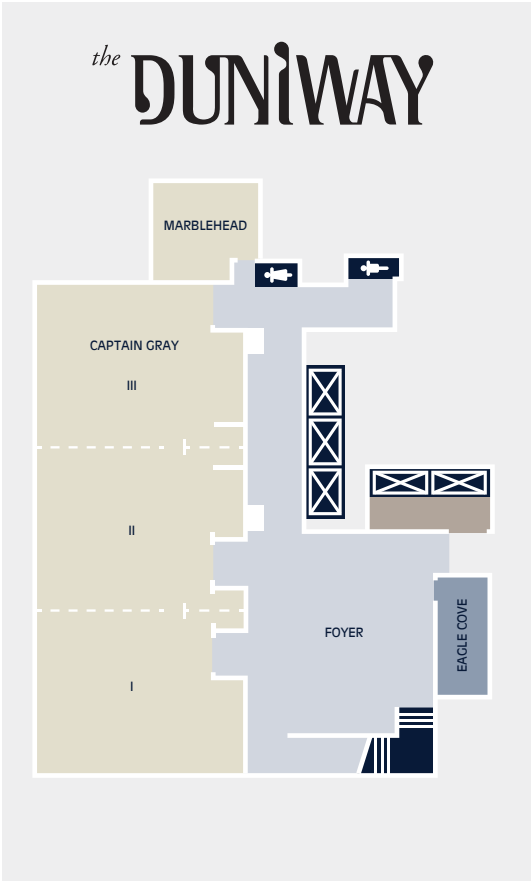 the
DUNIWAY
MARBLEHEAD
CAPTAIN GRAY
III
II
I
FOYER
EAGLE COVE